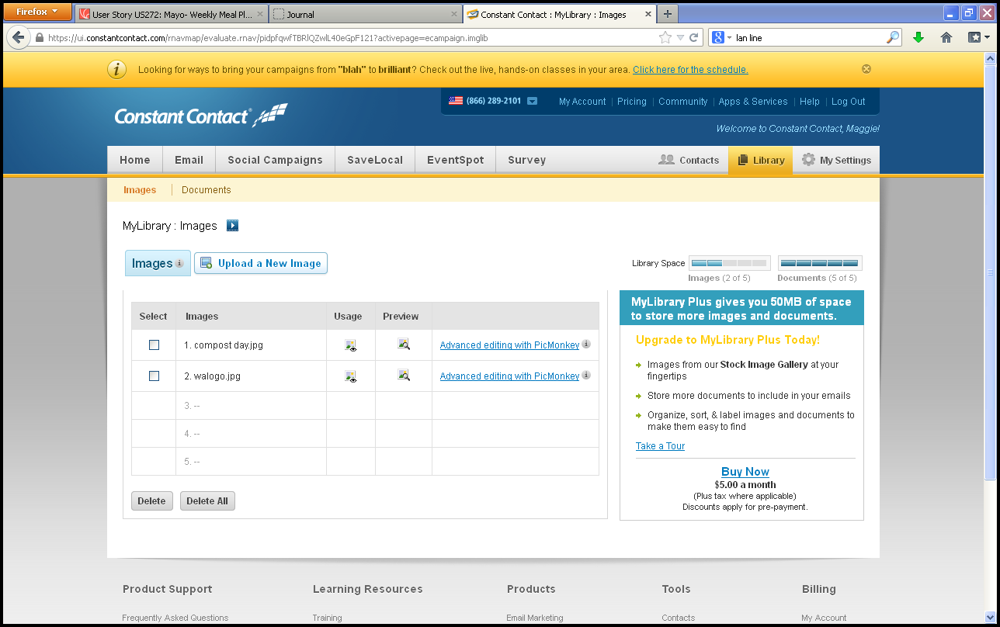 Firefox
User Story US272: Mayo- Weekly Meal Pl...
Journal
Constant Contact : MyLibrary : Images
https://ui.constantcontact.com/rnavmap/evaluate.rnav/pidpfqwfTBRlQZwlL40eGpF121?activepage=ecampaign.imglib
lan line
Looking for ways to bring your campaigns from "blah" to brilliant? Check out the live, hands-on classes in your area. Click here for the schedule.
Constant Contact
(866) 289-2101
My Account | Pricing | Community | Apps & Services | Help | Log Out
Welcome to Constant Contact, Maggie!
Home
Email
Social Campaigns
SaveLocal
EventSpot
Survey
Contacts
Library
My Settings
Images
Documents
MyLibrary : Images
Images
Upload a New Image
Library Space
Images (2 of 5)
Documents (5 of 5)
Select Images Usage Preview
1. compost day.jpg Advanced editing with PicMonkey
2. walogo.jpg Advanced editing with PicMonkey
3. --
4. --
5. --
Delete
Delete All
MyLibrary Plus gives you 50MB of space
to store more images and documents.
Upgrade to MyLibrary Plus Today!
Images from our Stock Image Gallery at your
fingertips
Store more documents to include in your emails
Organize, sort, & label images and documents to
make them easy to find
Take a Tour
Buy Now
$5.00 a month
(Plus tax where applicable)
Discounts apply for pre-payment.
Product Support
Learning Resources
Products
Tools
Billing
Frequently Asked Questions
Training
Email Marketing
Contacts
My Account